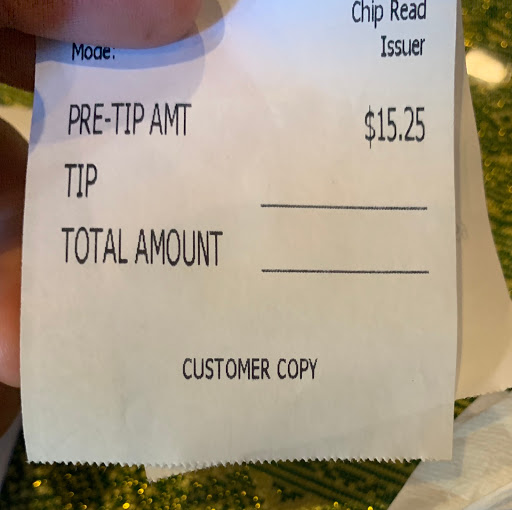 Chip Read
Mode: Issuer
PRE-TIP AMT $15.25
TIP
TOTAL AMOUNT
CUSTOMER COPY